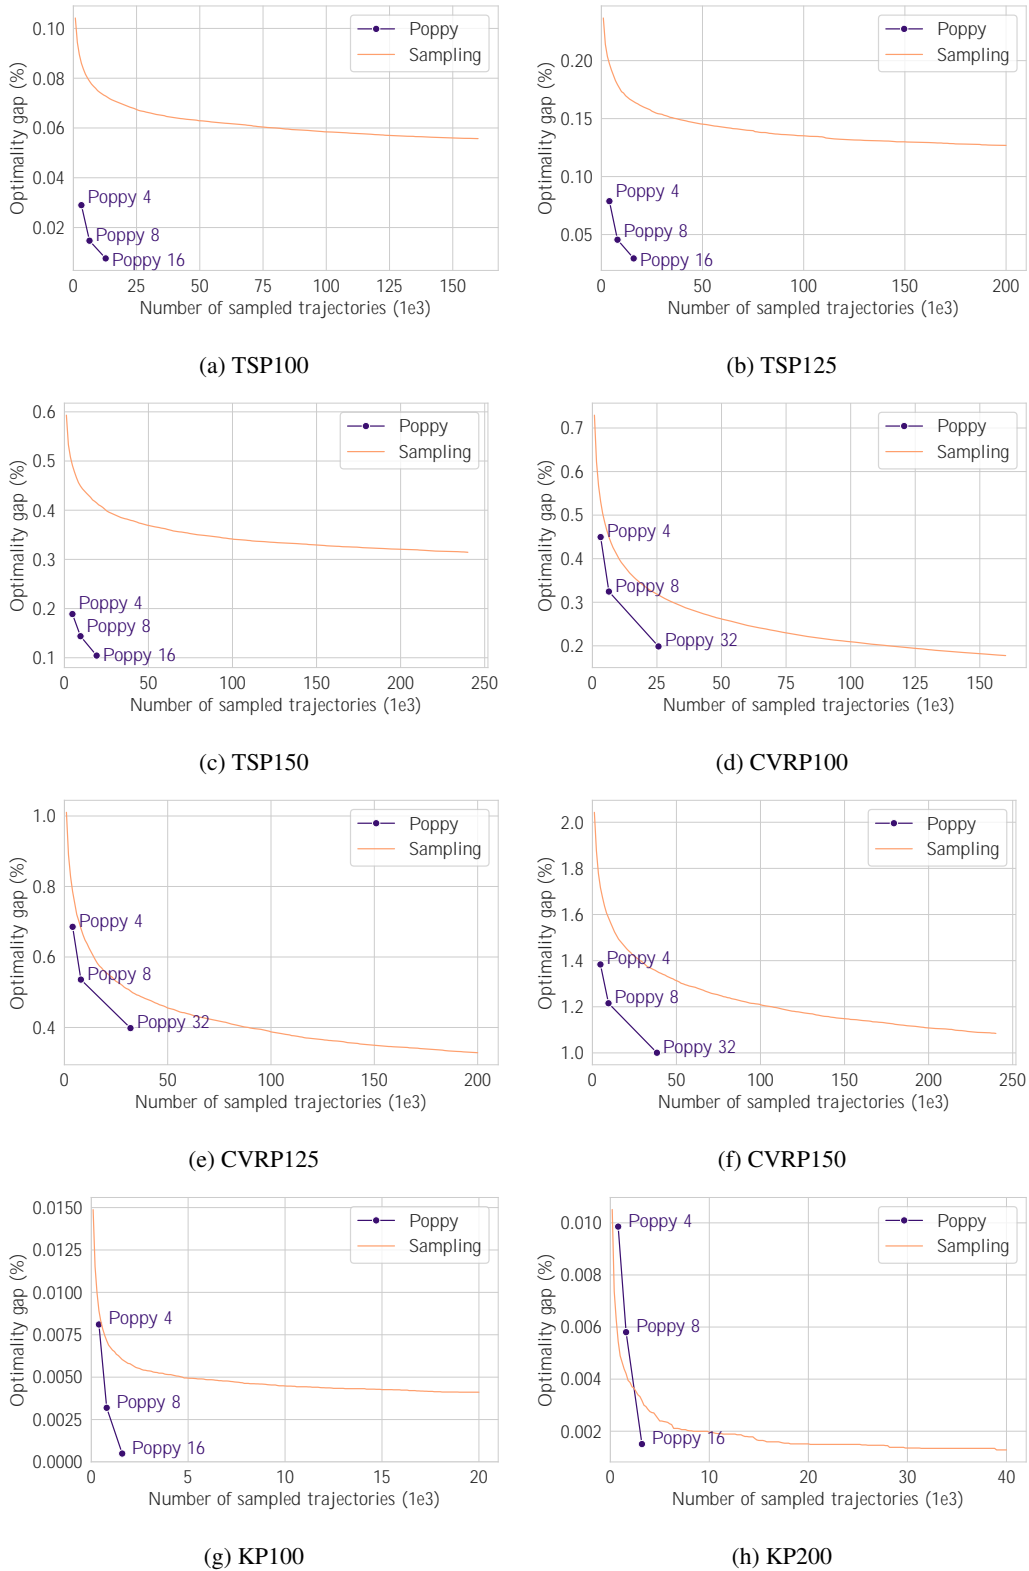 Optimality gap (%)
0.10
0.08
0.06
0.04
0.02
Poppy
Sampling
Poppy 4
Poppy 8
Poppy 16
0 25 50 75 100 125 150
Number of sampled trajectories (1e3)
(a) TSP100
Optimality gap (%)
0.20
0.15
0.10
0.05
Poppy
Sampling
Poppy 4
Poppy 8
Poppy 16
0 50 100 150 200
Number of sampled trajectories (1e3)
(b) TSP125
Optimality gap (%)
0.6
0.5
0.4
0.3
0.2
0.1
Poppy
Sampling
Poppy 4
Poppy 8
Poppy 16
0 50 100 150 200 250
Number of sampled trajectories (1e3)
(c) TSP150
Optimality gap (%)
0.7
0.6
0.5
0.4
0.3
0.2
Poppy
Sampling
Poppy 4
Poppy 8
Poppy 32
0 25 50 75 100 125 150
Number of sampled trajectories (1e3)
(d) CVRP100
Optimality gap (%)
1.0
0.8
0.6
0.4
Poppy
Sampling
Poppy 4
Poppy 8
Poppy 32
0 50 100 150 200
Number of sampled trajectories (1e3)
(e) CVRP125
Optimality gap (%)
2.0
1.8
1.6
1.4
1.2
1.0
Poppy
Sampling
Poppy 4
Poppy 8
Poppy 32
0 50 100 150 200 250
Number of sampled trajectories (1e3)
(f) CVRP150
Optimality gap (%)
0.0150
0.0125
0.0100
0.0075
0.0050
0.0025
0.0000
Poppy
Sampling
Poppy 4
Poppy 8
Poppy 16
0 5 10 15 20
Number of sampled trajectories (1e3)
(g) KP100
Optimality gap (%)
0.010
0.008
0.006
0.004
0.002
Poppy
Sampling
Poppy 4
Poppy 8
Poppy 16
0 10 20 30 40
Number of sampled trajectories (1e3)
(h) KP200